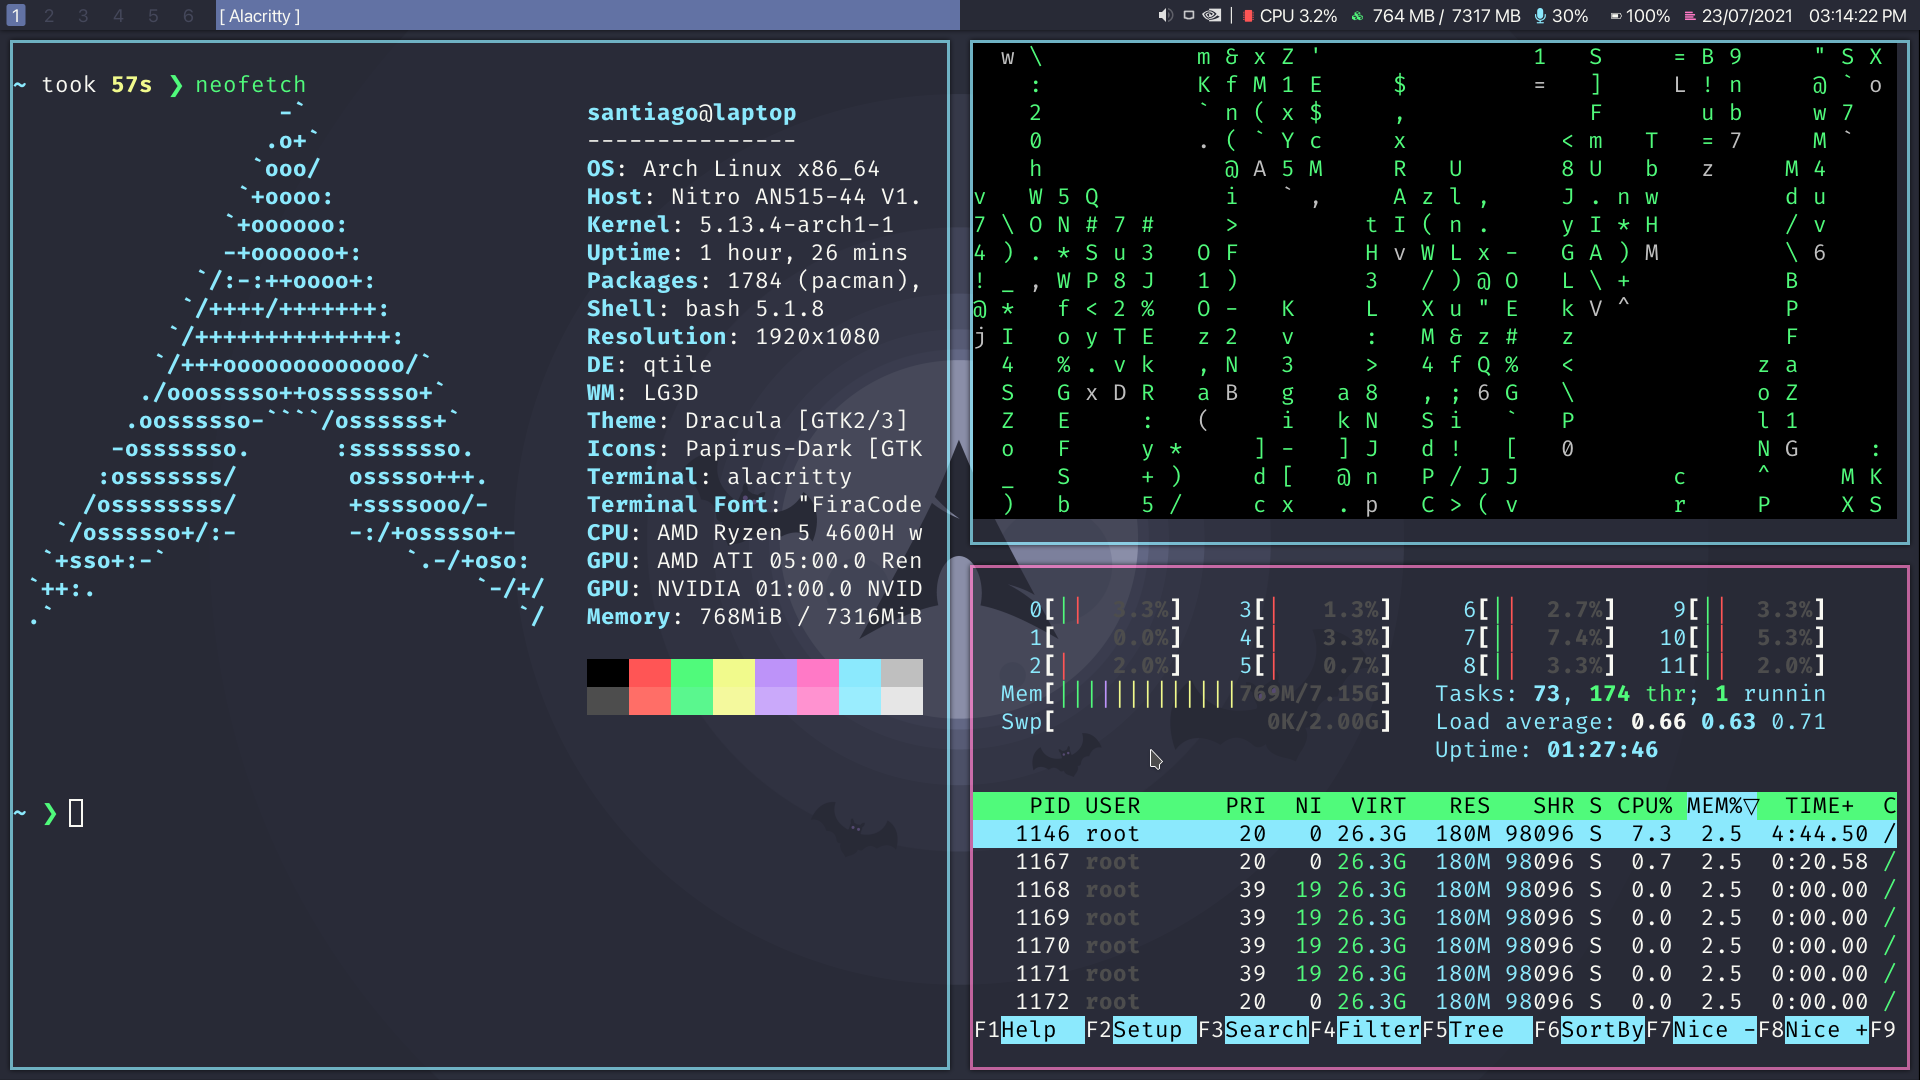 1 2 3 4 5 6 [ Alacritty ] CPU 3.2% 764 MB / 7317 MB 30% 100% 23/07/2021 03:14:22 PM
~ took 57s ❯ neofetch
santiago@laptop
---------------
OS: Arch Linux x86_64
Host: Nitro AN515-44 V1.
Kernel: 5.13.4-arch1-1
Uptime: 1 hour, 26 mins
Packages: 1784 (pacman),
Shell: bash 5.1.8
Resolution: 1920x1080
DE: qtile
WM: LG3D
Theme: Dracula [GTK2/3]
Icons: Papirus-Dark [GTK
Terminal: alacritty
Terminal Font: "FiraCode
CPU: AMD Ryzen 5 4600H w
GPU: AMD ATI 05:00.0 Ren
GPU: NVIDIA 01:00.0 NVID
Memory: 768MiB / 7316MiB
~ ❯
0[|| 3.3%] 3[| 1.3%] 6[|| 2.7%] 9[|| 3.3%]
1[ 0.0%] 4[| 3.3%] 7[|| 7.4%] 10[|| 5.3%]
2[| 2.0%] 5[| 0.7%] 8[|| 3.3%] 11[|| 2.0%]
Mem[|||||||||||||769M/7.15G] Tasks: 73, 174 thr; 1 runnin
Swp[ 0K/2.00G] Load average: 0.66 0.63 0.71
Uptime: 01:27:46
PID USER PRI NI VIRT RES SHR S CPU% MEM%▽ TIME+ C
1146 root 20 0 26.3G 180M 98096 S 7.3 2.5 4:44.50 /
1167 root 20 0 26.3G 180M 98096 S 0.7 2.5 0:20.58 /
1168 root 39 19 26.3G 180M 98096 S 0.0 2.5 0:00.00 /
1169 root 39 19 26.3G 180M 98096 S 0.0 2.5 0:00.00 /
1170 root 39 19 26.3G 180M 98096 S 0.0 2.5 0:00.00 /
1171 root 39 19 26.3G 180M 98096 S 0.0 2.5 0:00.00 /
1172 root 20 0 26.3G 180M 98096 S 0.0 2.5 0:00.00 /
F1Help F2Setup F3SearchF4FilterF5Tree F6SortByF7Nice -F8Nice +F9